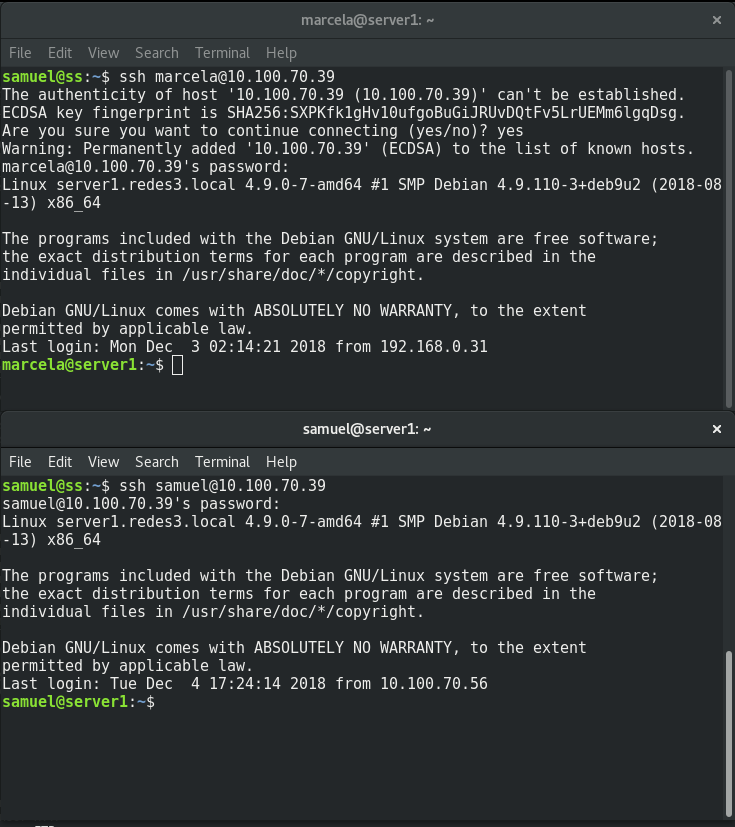 marcela@server1: ~ ×
File Edit View Search Terminal Help
samuel@ss:~$ ssh marcela@10.100.70.39
The authenticity of host '10.100.70.39 (10.100.70.39)' can't be established.
ECDSA key fingerprint is SHA256:SXPKfk1gHv10ufgoBuGiJRUvDQtFv5LrUEMm6lgqDsg.
Are you sure you want to continue connecting (yes/no)? yes
Warning: Permanently added '10.100.70.39' (ECDSA) to the list of known hosts.
marcela@10.100.70.39's password:
Linux server1.redes3.local 4.9.0-7-amd64 #1 SMP Debian 4.9.110-3+deb9u2 (2018-08
-13) x86_64
The programs included with the Debian GNU/Linux system are free software;
the exact distribution terms for each program are described in the
individual files in /usr/share/doc/*/copyright.
Debian GNU/Linux comes with ABSOLUTELY NO WARRANTY, to the extent
permitted by applicable law.
Last login: Mon Dec  3 02:14:21 2018 from 192.168.0.31
marcela@server1:~$
samuel@server1: ~ ×
File Edit View Search Terminal Help
samuel@ss:~$ ssh samuel@10.100.70.39
samuel@10.100.70.39's password:
Linux server1.redes3.local 4.9.0-7-amd64 #1 SMP Debian 4.9.110-3+deb9u2 (2018-08
-13) x86_64
The programs included with the Debian GNU/Linux system are free software;
the exact distribution terms for each program are described in the
individual files in /usr/share/doc/*/copyright.
Debian GNU/Linux comes with ABSOLUTELY NO WARRANTY, to the extent
permitted by applicable law.
Last login: Tue Dec  4 17:24:14 2018 from 10.100.70.56
samuel@server1:~$